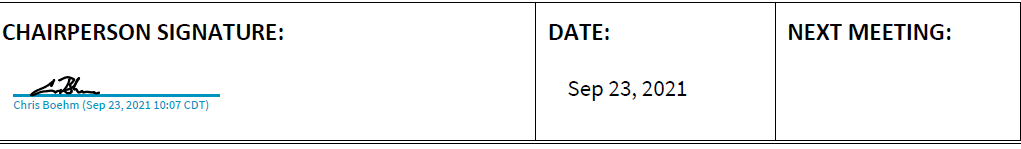 CHAIRPERSON SIGNATURE:
DATE:
NEXT MEETING:
Chris Boehm (Sep 23, 2021 10:07 CDT)
Sep 23, 2021